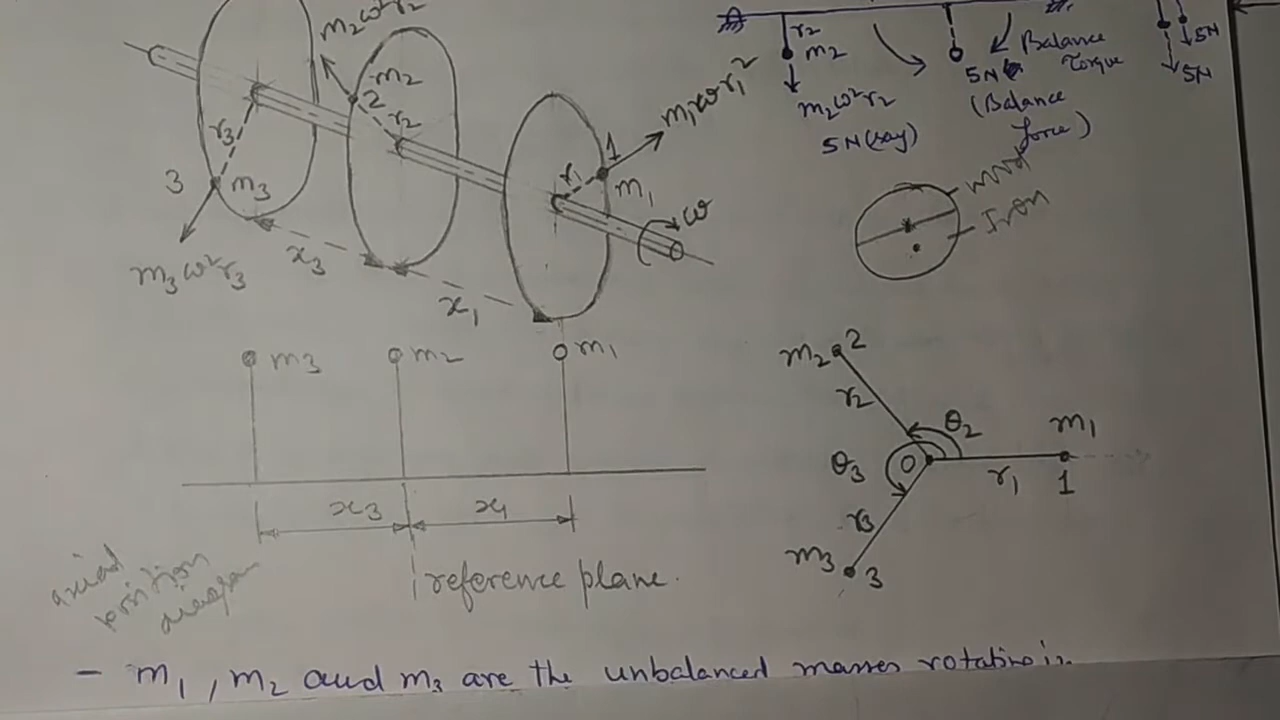 m₂ω²r₂
m₂
2
r₂
r₃
3
m₃
m₃ω²r₃
x₃
x₁
m₁ωr₁²
1
r₁
m₁
ω
r₂
m₂
m₂ω²r₂
5N (say)
5N
(Balance
force)
Balance
Torque
5N
5N
Iron
m₃
m₂
m₁
x₃
x₁
reference plane.
axial
position
diagram
m₂ 2
r₂
θ₂
m₁
θ₃
O
r₁
1
r₃
m₃
3
- m₁, m₂ and m₃ are the unbalanced masses rotating in